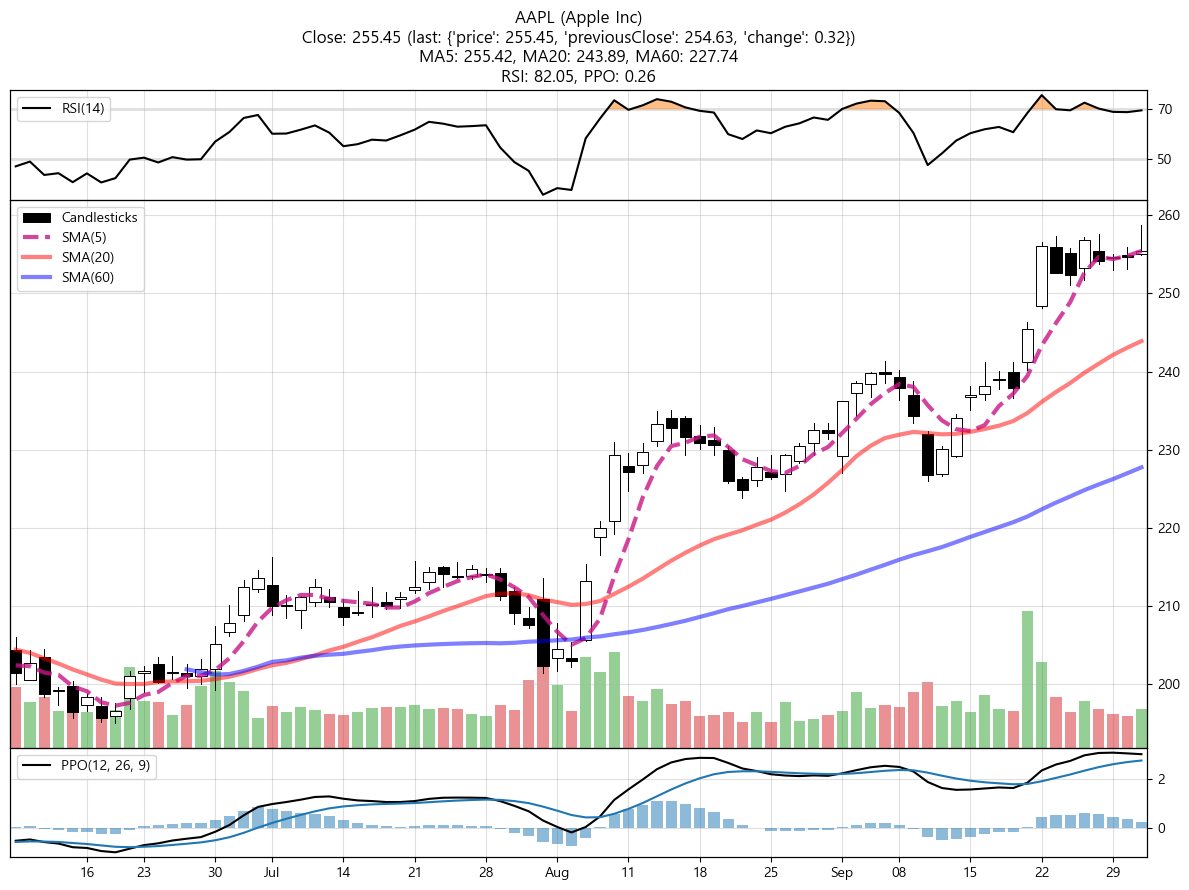 AAPL (Apple Inc)
Close: 255.45 (last: {'price': 255.45, 'previousClose': 254.63, 'change': 0.32})
MA5: 255.42, MA20: 243.89, MA60: 227.74
RSI: 82.05, PPO: 0.26
RSI(14)
70
50
Candlesticks
SMA(5)
SMA(20)
SMA(60)
260
250
240
230
220
210
200
PPO(12, 26, 9)
2
0
16 23 30 Jul 14 21 28 Aug 11 18 25 Sep 08 15 22 29